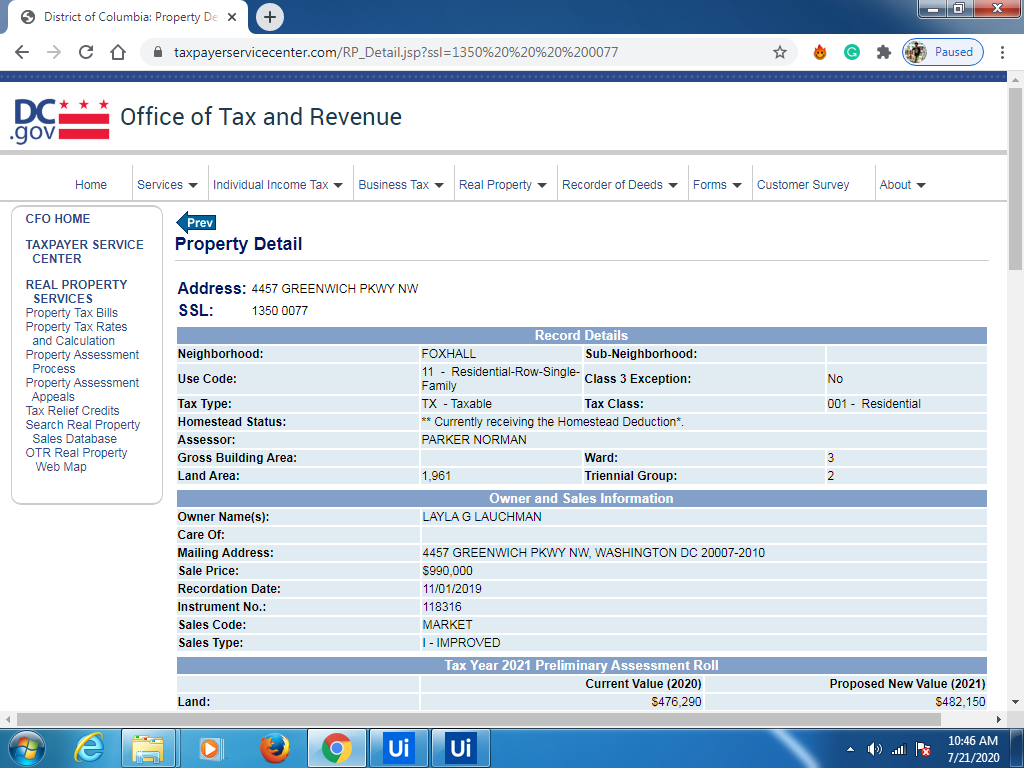 District of Columbia: Property De
taxpayerservicecenter.com/RP_Detail.jsp?ssl=1350%20%20%20%200077
Paused
DC
.gov
Office of Tax and Revenue
Home Services Individual Income Tax Business Tax Real Property Recorder of Deeds Forms Customer Survey About
CFO HOME
TAXPAYER SERVICE
CENTER
REAL PROPERTY
SERVICES
Property Tax Bills
Property Tax Rates
and Calculation
Property Assessment
Process
Property Assessment
Appeals
Tax Relief Credits
Search Real Property
Sales Database
OTR Real Property
Web Map
Prev
Property Detail
Address: 4457 GREENWICH PKWY NW
SSL: 1350 0077
Record Details
Neighborhood: FOXHALL Sub-Neighborhood:
Use Code: 11 - Residential-Row-Single-
Family Class 3 Exception: No
Tax Type: TX - Taxable Tax Class: 001 - Residential
Homestead Status: ** Currently receiving the Homestead Deduction*.
Assessor: PARKER NORMAN
Gross Building Area: Ward: 3
Land Area: 1,961 Triennial Group: 2
Owner and Sales Information
Owner Name(s): LAYLA G LAUCHMAN
Care Of:
Mailing Address: 4457 GREENWICH PKWY NW, WASHINGTON DC 20007-2010
Sale Price: $990,000
Recordation Date: 11/01/2019
Instrument No.: 118316
Sales Code: MARKET
Sales Type: I - IMPROVED
Tax Year 2021 Preliminary Assessment Roll
Current Value (2020) Proposed New Value (2021)
Land: $476,290 $482,150
Ui Ui
10:46 AM
7/21/2020